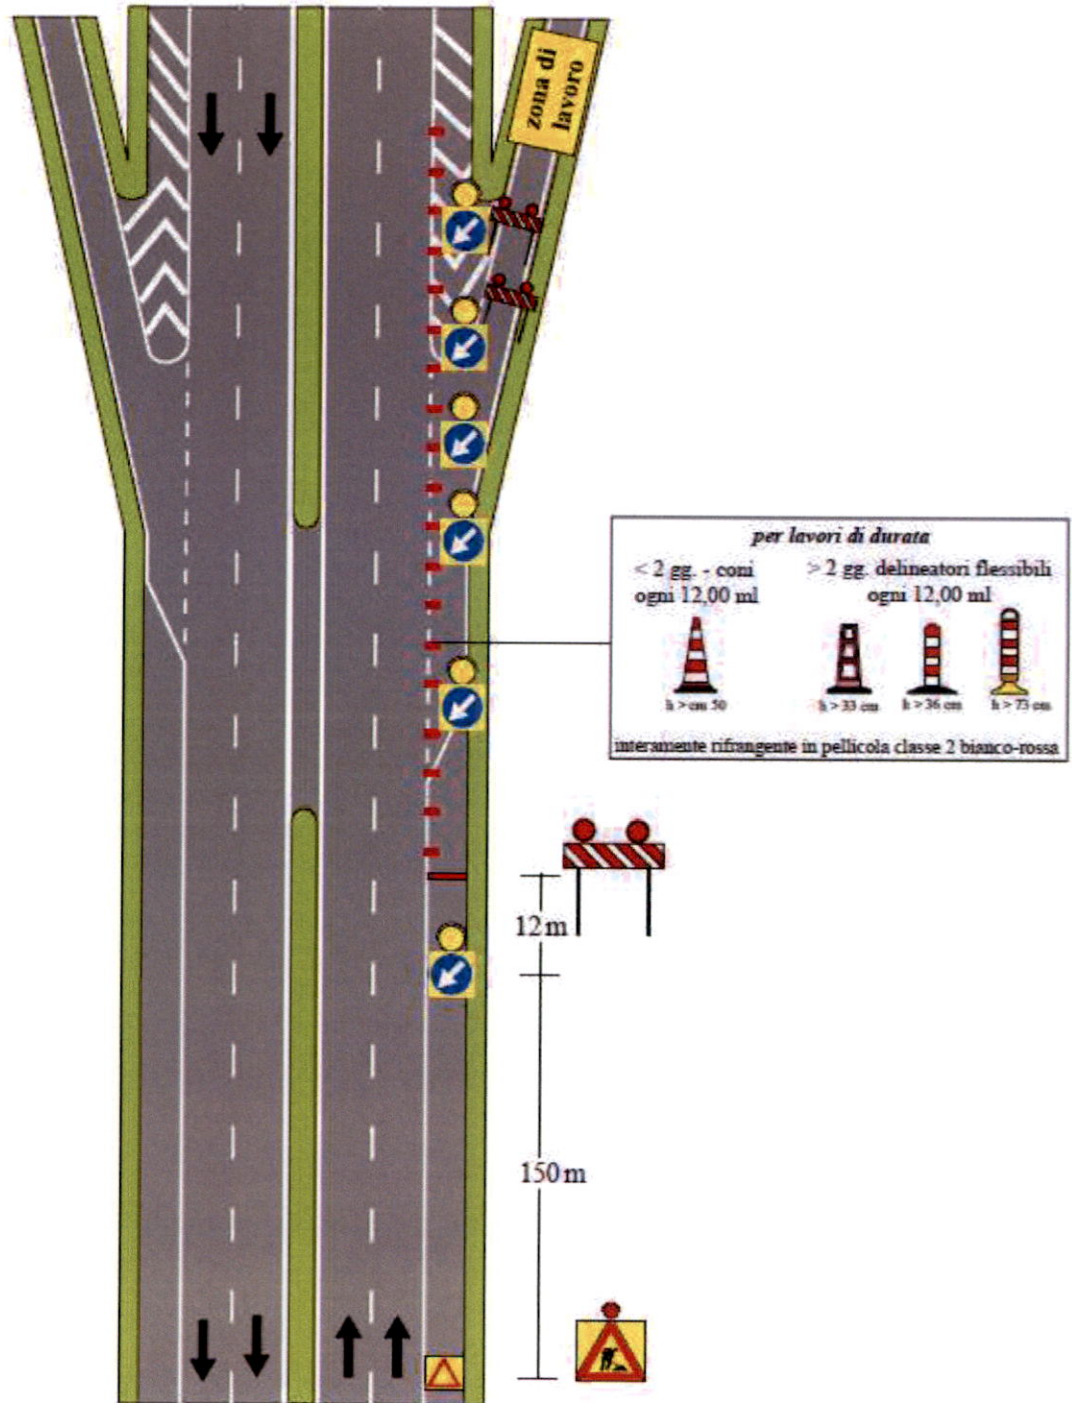 zona di
lavoro
per lavori di durata
< 2 gg. - coni
ogni 12,00 ml
> 2 gg. delineatori flessibili
ogni 12,00 ml
h > cm 50
h > 33 cm
h > 36 cm
h > 73 cm
interamente rifrangente in pellicola classe 2 bianco-rossa
12 m
150 m